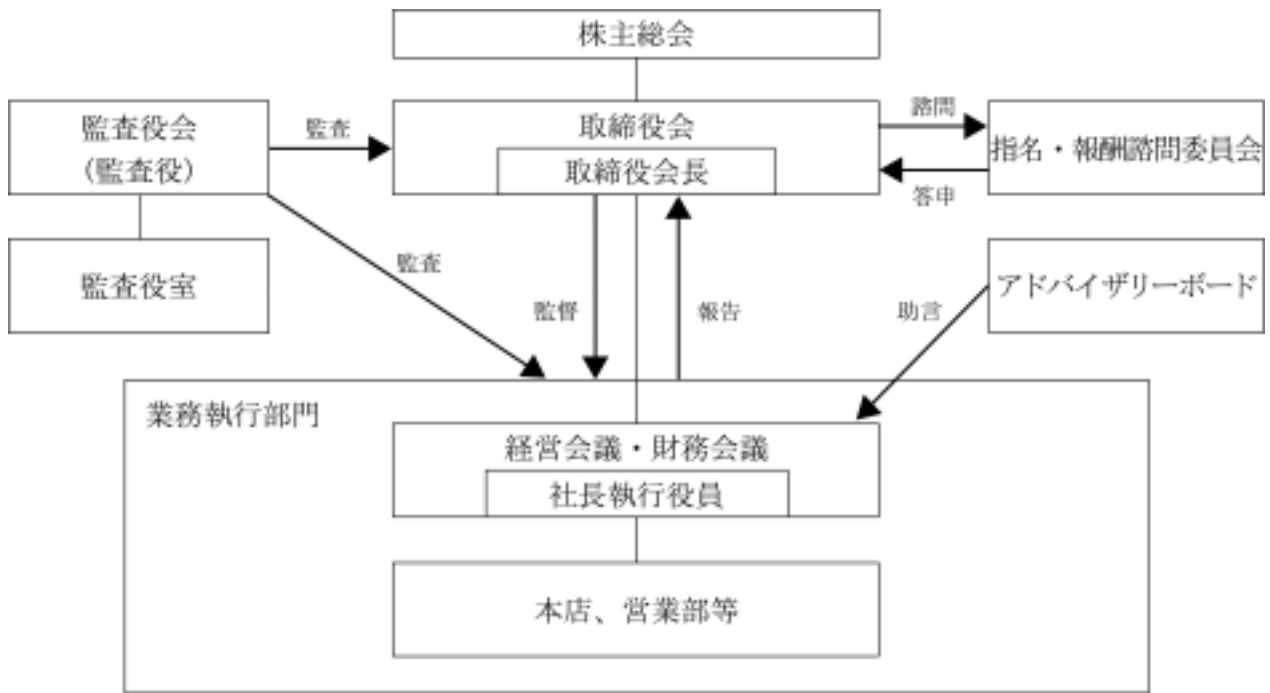 株主総会
監査役会
(監査役)
監査
取締役会
取締役会長
諮問
指名・報酬諮問委員会
答申
監査役室
監査
監督
報告
助言
アドバイザリーボード
業務執行部門
経営会議・財務会議
社長執行役員
本店、営業部等